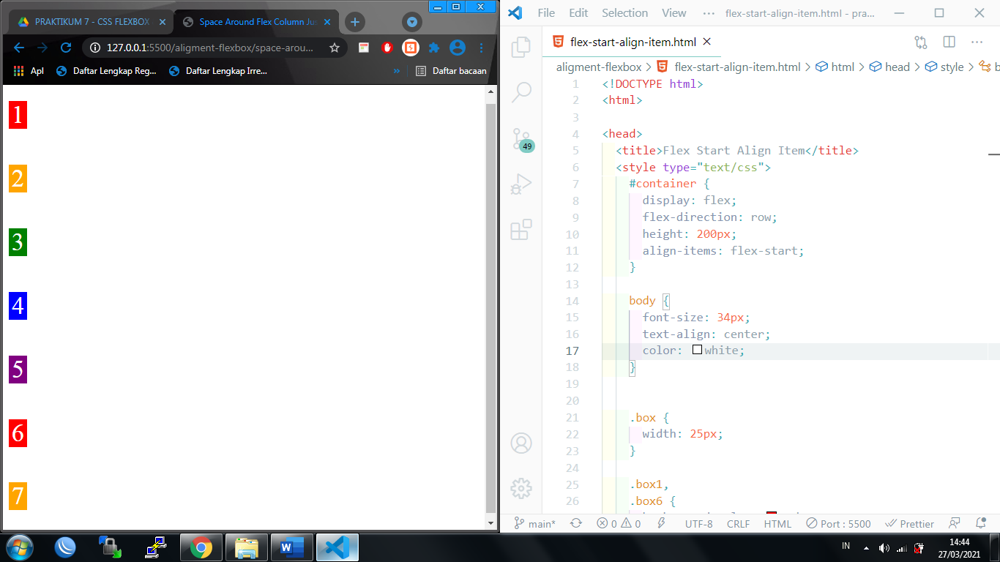 PRAKTIKUM 7 - CSS FLEXBOX
Space Around Flex Column Jus
127.0.0.1:5500/aligment-flexbox/space-arou...
Apl
Daftar Lengkap Reg...
Daftar Lengkap Irre...
»
Daftar bacaan
1
2
3
4
5
6
7
File Edit Selection View ··· flex-start-align-item.html - pra...
flex-start-align-item.html
aligment-flexbox > flex-start-align-item.html > html > head > style > b
49
1 <!DOCTYPE html>
2 <html>
3
4 <head>
5 <title>Flex Start Align Item</title>
6 <style type="text/css">
7 #container {
8 display: flex;
9 flex-direction: row;
10 height: 200px;
11 align-items: flex-start;
12 }
13
14 body {
15 font-size: 34px;
16 text-align: center;
17 color: white;
18 }
19
20
21 .box {
22 width: 25px;
23 }
24
25 .box1,
26 .box6 {
main* 0 0 UTF-8 CRLF HTML Port : 5500 Prettier
IN
14:44
27/03/2021